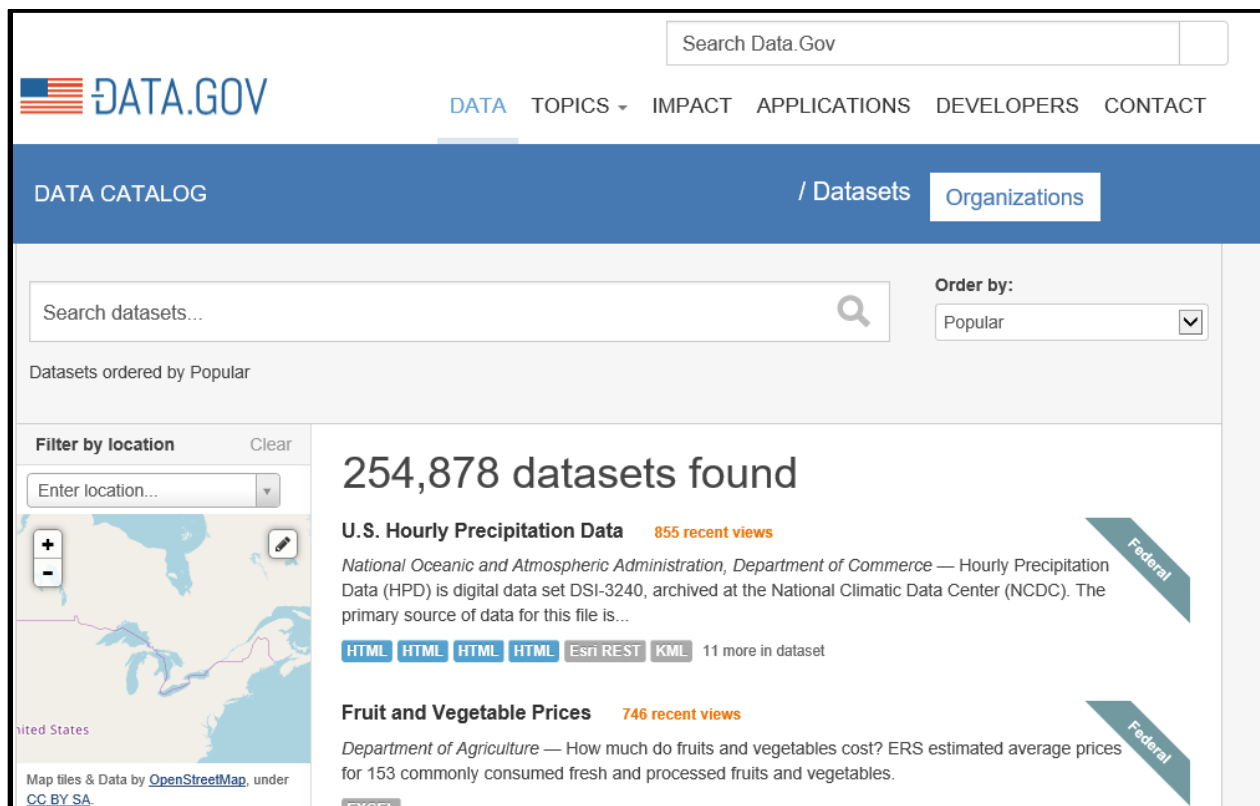 Search Data.Gov
DATA.GOV
DATA TOPICS IMPACT APPLICATIONS DEVELOPERS CONTACT
DATA CATALOG
/ Datasets Organizations
Order by:
Search datasets...
Popular
Datasets ordered by Popular
Filter by location Clear
Enter location...
+
-
nited States
Map tiles & Data by OpenStreetMap, under
CC BY SA.
254,878 datasets found
U.S. Hourly Precipitation Data 855 recent views
Federal
National Oceanic and Atmospheric Administration, Department of Commerce — Hourly Precipitation
Data (HPD) is digital data set DSI-3240, archived at the National Climatic Data Center (NCDC). The
primary source of data for this file is...
HTML HTML HTML HTML Esri REST KML 11 more in dataset
Fruit and Vegetable Prices 746 recent views
Federal
Department of Agriculture — How much do fruits and vegetables cost? ERS estimated average prices
for 153 commonly consumed fresh and processed fruits and vegetables.
EXCEL